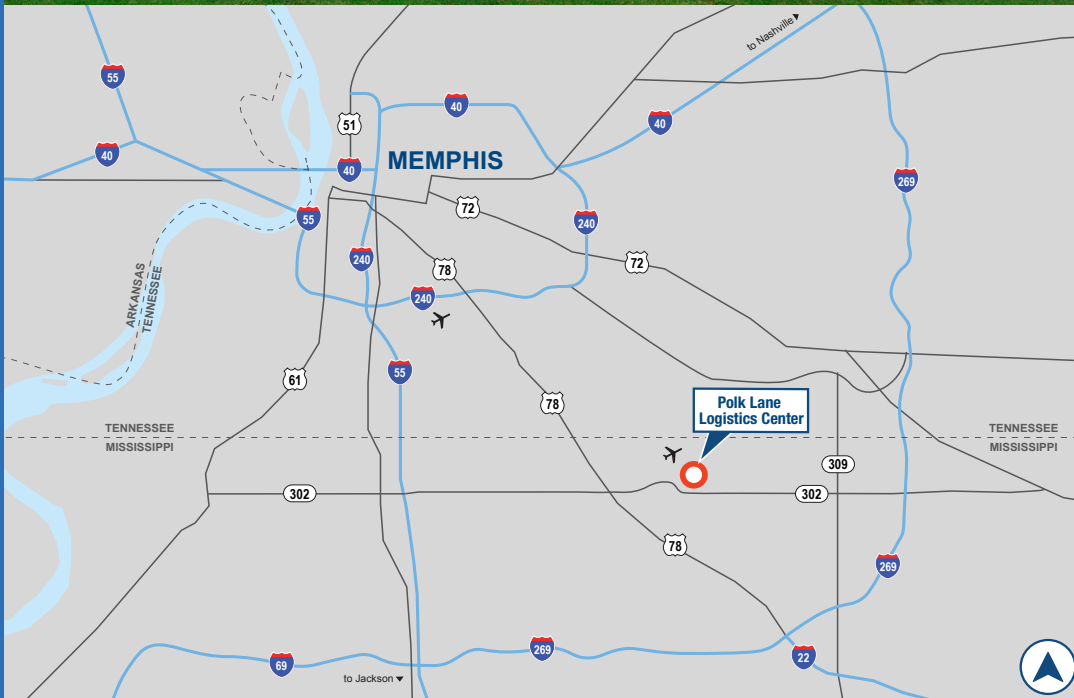 to Nashville
55
40
51
40
40
269
MEMPHIS
40
72
55
240
240
72
78
240
ARKANSAS
TENNESSEE
61
55
78
Polk Lane
Logistics Center
TENNESSEE
MISSISSIPPI
TENNESSEE
MISSISSIPPI
309
302
302
78
269
269
69
22
to Jackson